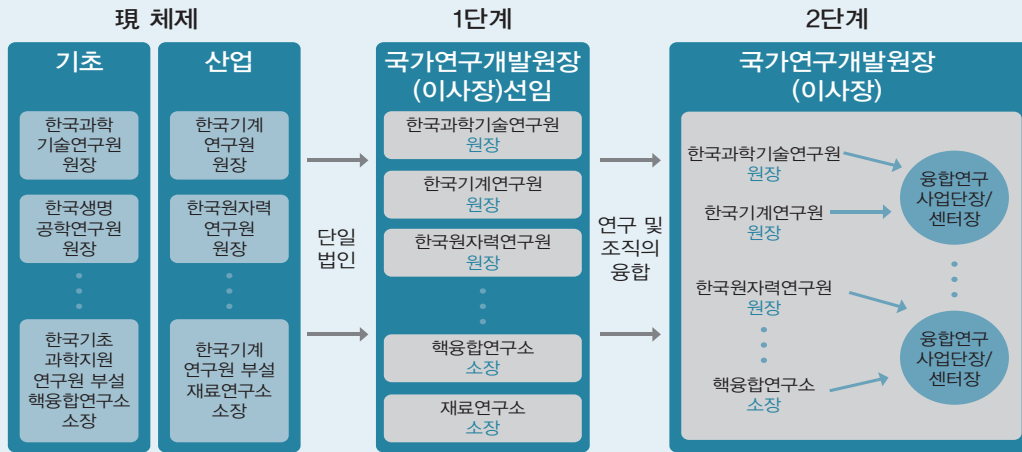 現 체제
기초
한국과학
기술연구원
원장
한국생명
공학연구원
원장
한국기초
과학지원
연구원 부설
핵융합연구소
소장
산업
한국기계
연구원
원장
한국원자력
연구원
원장
한국기계
연구원 부설
재료연구소
소장
단일
법인
1단계
국가연구개발원장
(이사장)선임
한국과학기술연구원
원장
한국기계연구원
원장
한국원자력연구원
원장
핵융합연구소
소장
재료연구소
소장
연구 및
조직의
융합
2단계
국가연구개발원장
(이사장)
한국과학기술연구원
원장
한국기계연구원
원장
융합연구
사업단장/
센터장
한국원자력연구원
원장
핵융합연구소
소장
융합연구
사업단장/
센터장